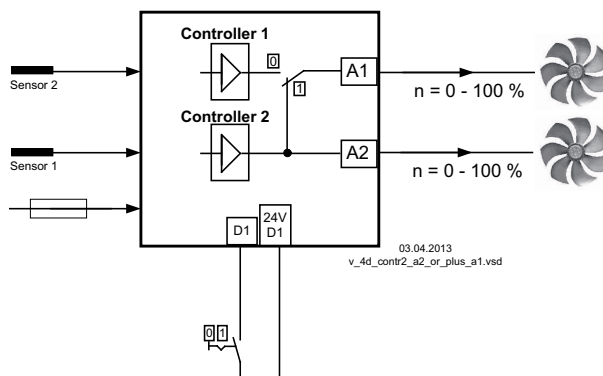 Controller 1
0
1
A1
n = 0 - 100 %
Sensor 2
Controller 2
A2
n = 0 - 100 %
Sensor 1
D1
24V
D1
03.04.2013
v_4d_contr2_a2_or_plus_a1.vsd
0 1